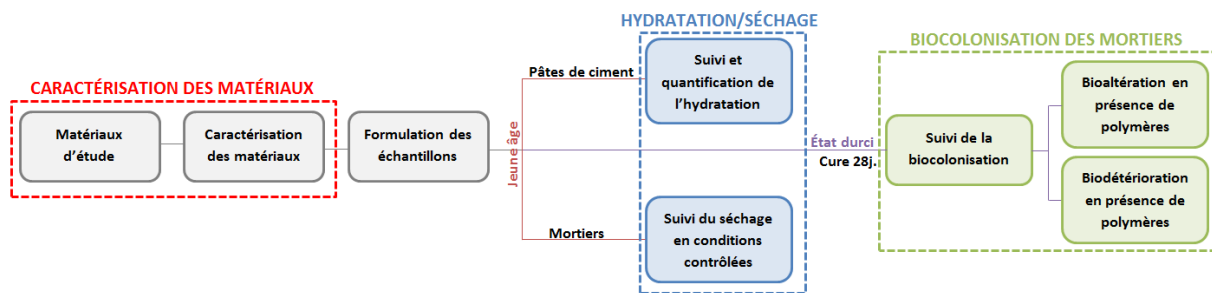 CARACTÉRISATION DES MATÉRIAUX
Matériaux
d'étude
Caractérisation
des matériaux
Formulation des
échantillons
Jeune âge
Pâtes de ciment
Mortiers
HYDRATATION/SÉCHAGE
Suivi et
quantification de
l'hydratation
Suivi du séchage
en conditions
contrôlées
État durci
Cure 28j.
BIOCOLONISATION DES MORTIERS
Suivi de la
biocolonisation
Bioaltération en
présence de
polymères
Biodétérioration
en présence de
polymères